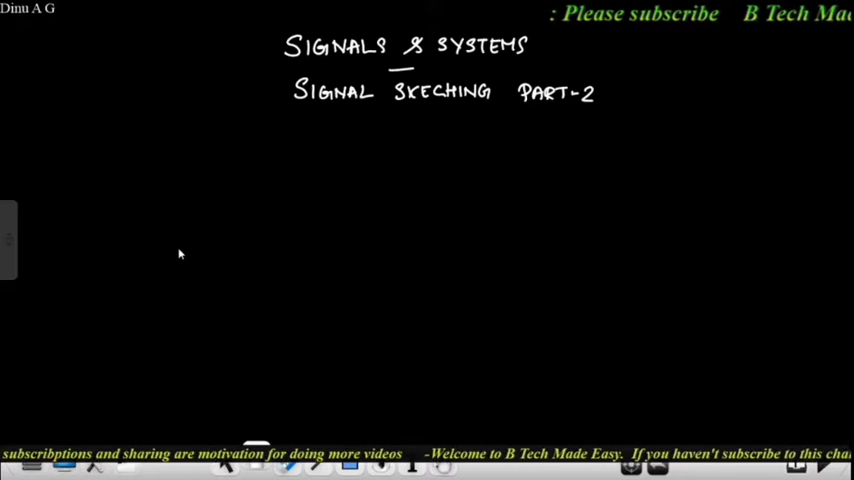 Dinu A G
: Please subscribe B Tech Mad
SIGNALS & SYSTEMS
SIGNAL SKECHING PART-2
subscribptions and sharing are motivation for doing more videos -Welcome to B Tech Made Easy. If you haven't subscribe to this cha